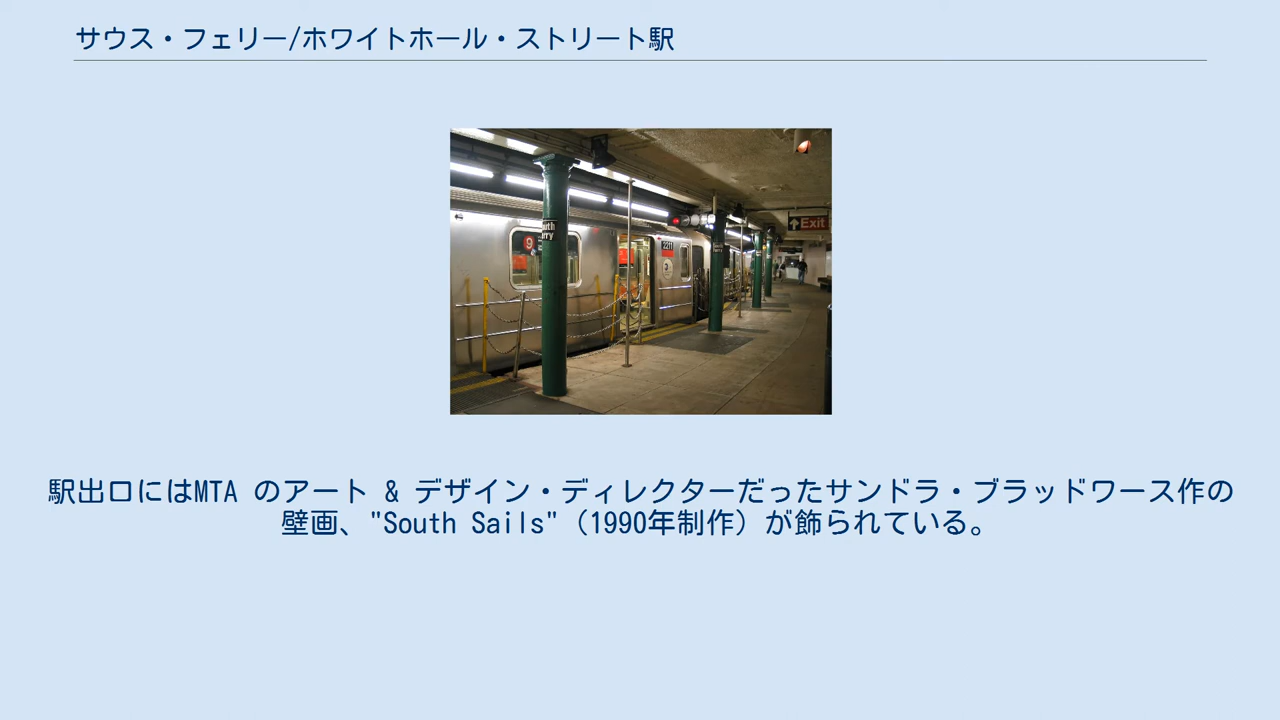 サウス・フェリー/ホワイトホール・ストリート駅
9
2211
Exit
駅出口にはMTA のアート & デザイン・ディレクターだったサンドラ・ブラッドワース作の
壁画、"South Sails"（1990年制作）が飾られている。